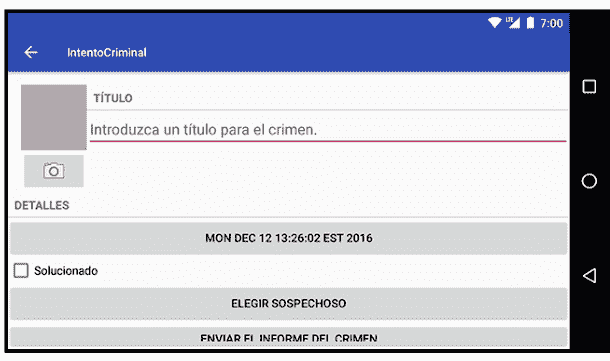 LTE 7:00
IntentoCriminal
TÍTULO
Introduzca un título para el crimen.
DETALLES
MON DEC 12 13:26:02 EST 2016
Solucionado
ELEGIR SOSPECHOSO
ENVIAR EL INFORME DEL CRIMEN